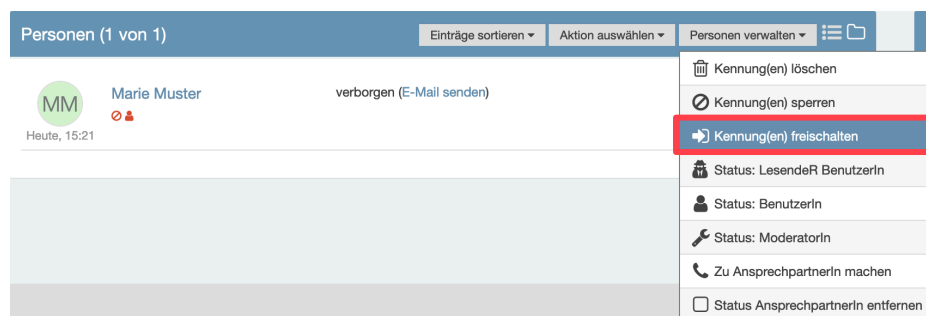 Personen (1 von 1)
Einträge sortieren
Aktion auswählen
Personen verwalten
MM
Marie Muster
verborgen (E-Mail senden)
Heute, 15:21
Kennung(en) löschen
Kennung(en) sperren
Kennung(en) freischalten
Status: LesendeR BenutzerIn
Status: BenutzerIn
Status: ModeratorIn
Zu AnsprechpartnerIn machen
Status AnsprechpartnerIn entfernen